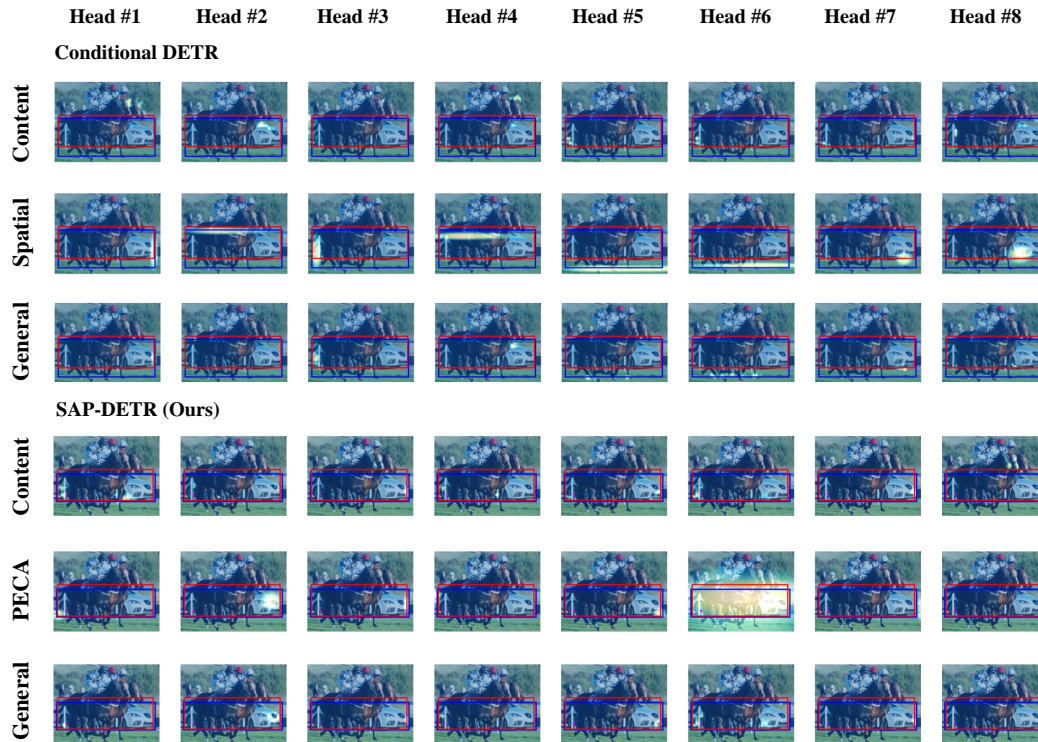 Head #1 Head #2 Head #3 Head #4 Head #5 Head #6 Head #7 Head #8
Conditional DETR
Content
Spatial
General
SAP-DETR (Ours)
Content
PECA
General